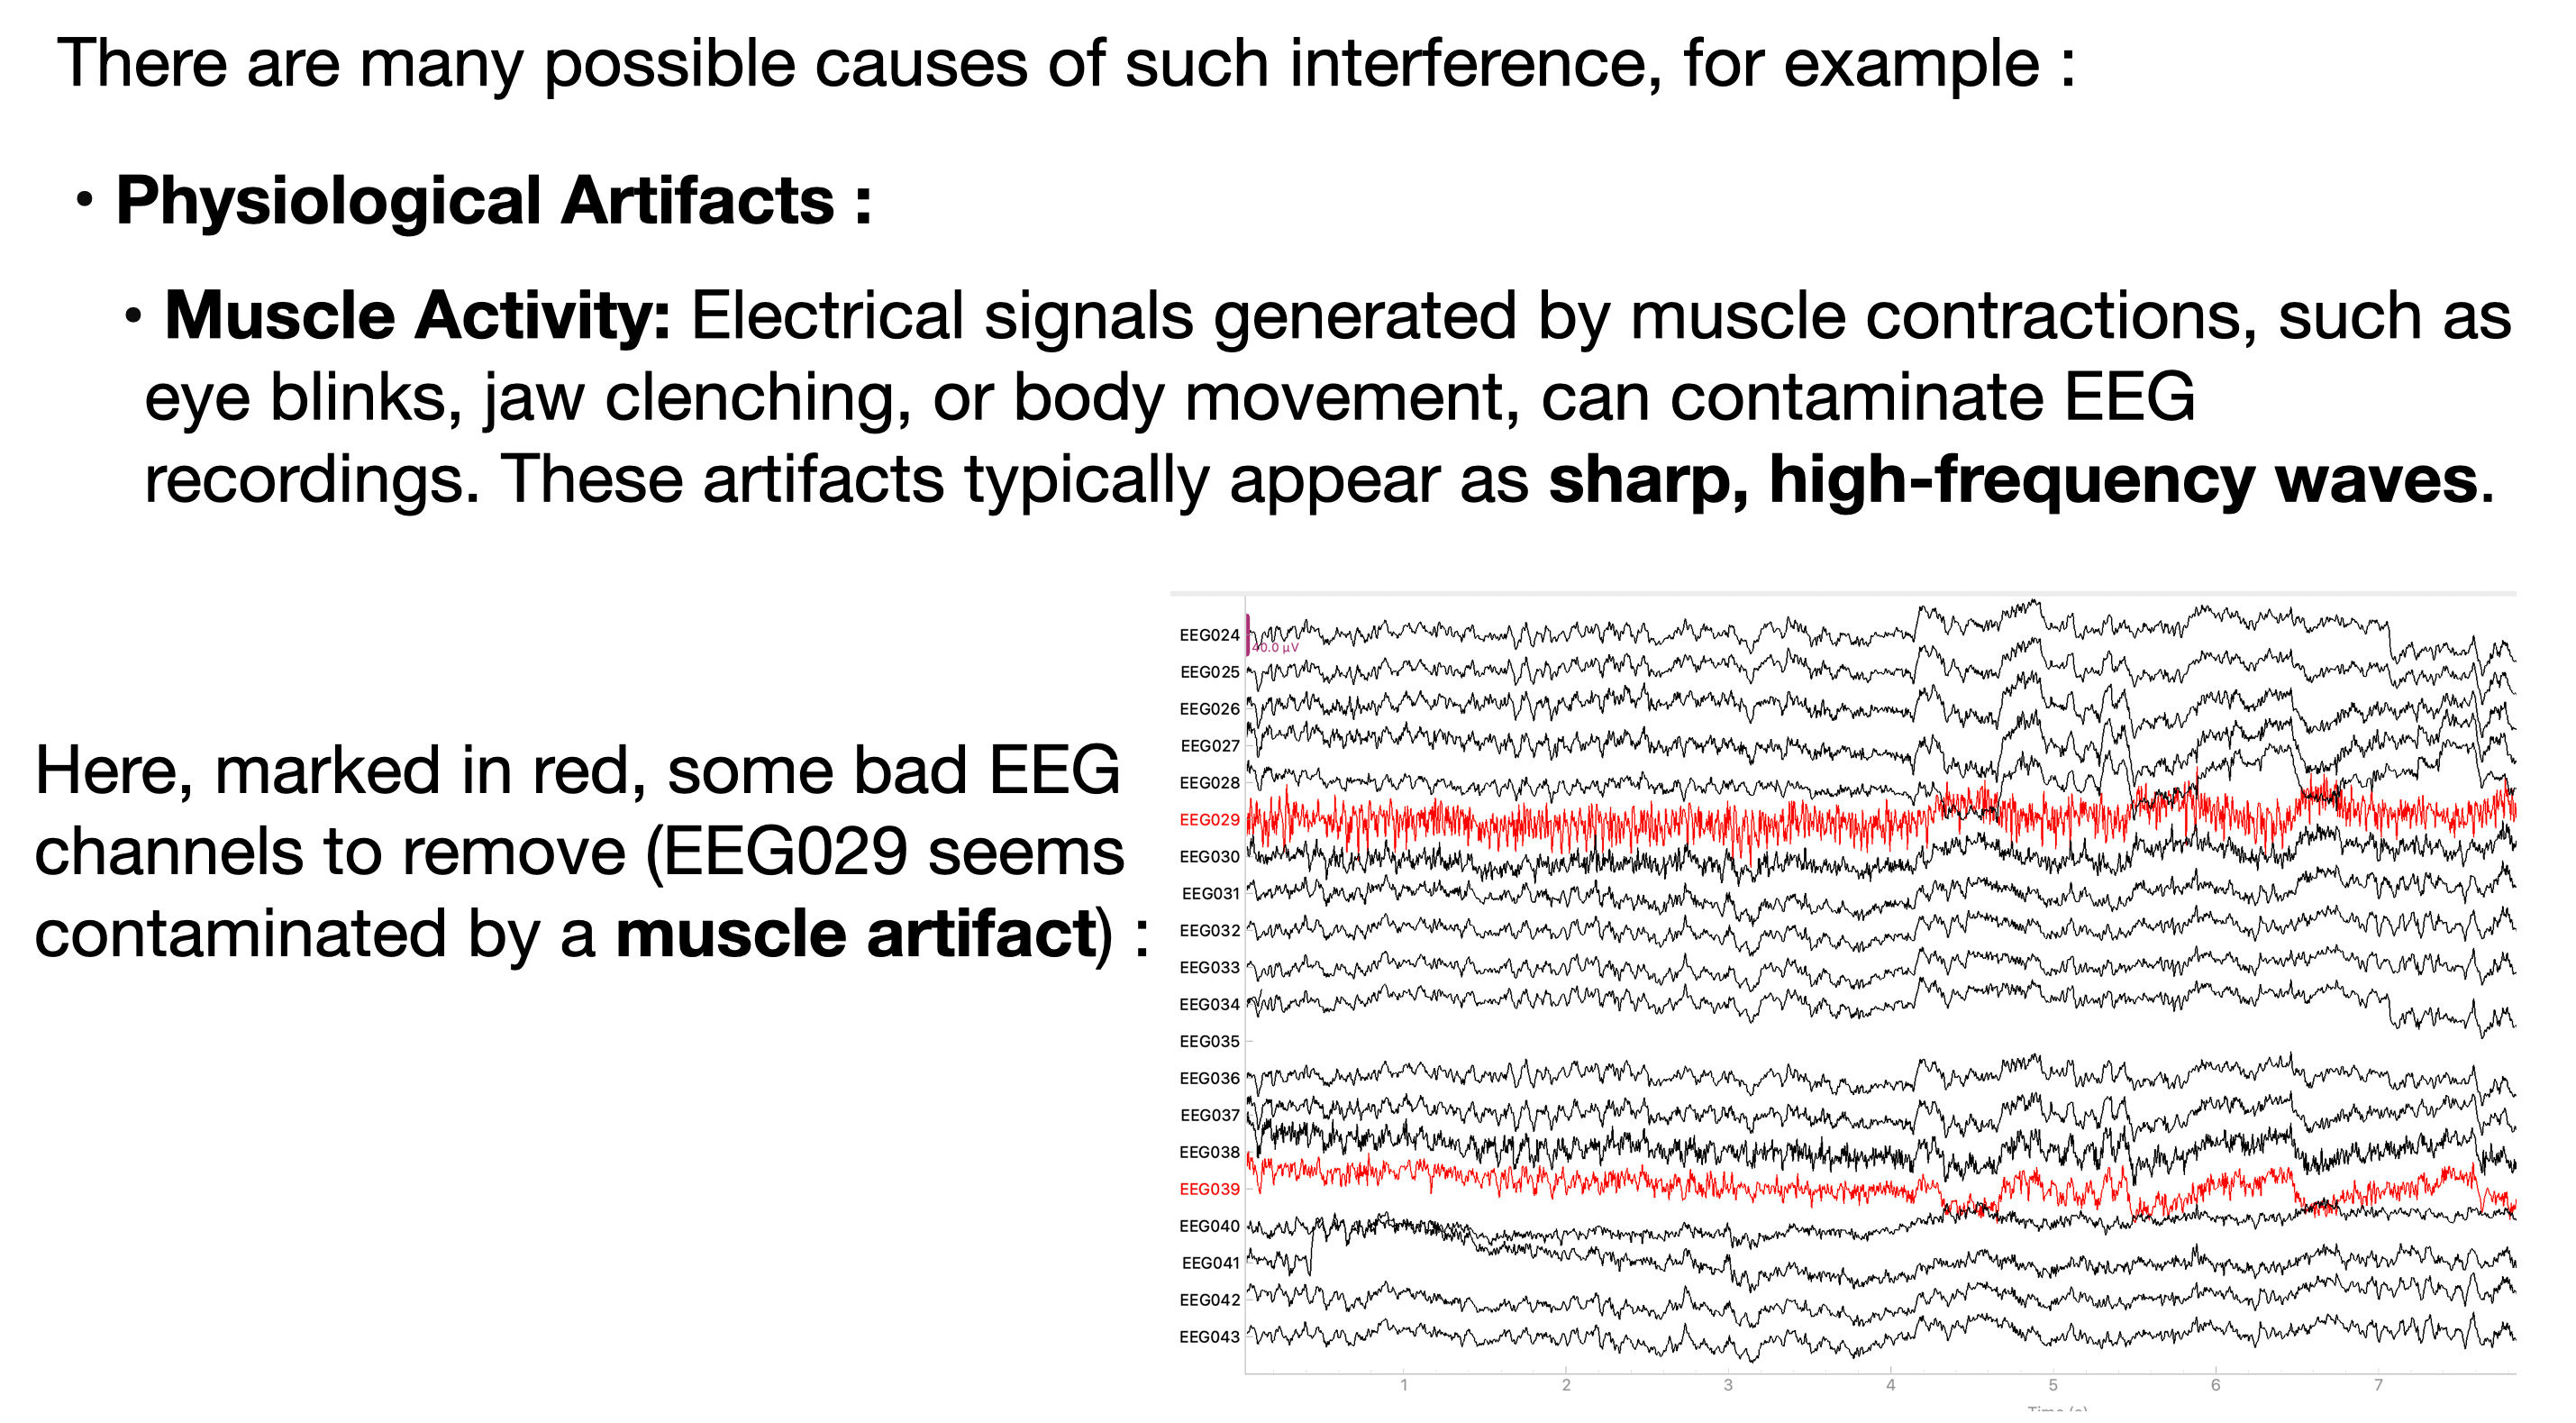 There are many possible causes of such interference, for example :
• Physiological Artifacts :
• Muscle Activity: Electrical signals generated by muscle contractions, such as
eye blinks, jaw clenching, or body movement, can contaminate EEG
recordings. These artifacts typically appear as sharp, high-frequency waves.
Here, marked in red, some bad EEG
channels to remove (EEG029 seems
contaminated by a muscle artifact) :
EEG024
40.0 µV
EEG025
EEG026
EEG027
EEG028
EEG029
EEG030
EEG031
EEG032
EEG033
EEG034
EEG035
EEG036
EEG037
EEG038
EEG039
EEG040
EEG041
EEG042
EEG043
1 2 3 4 5 6 7
Time (s)